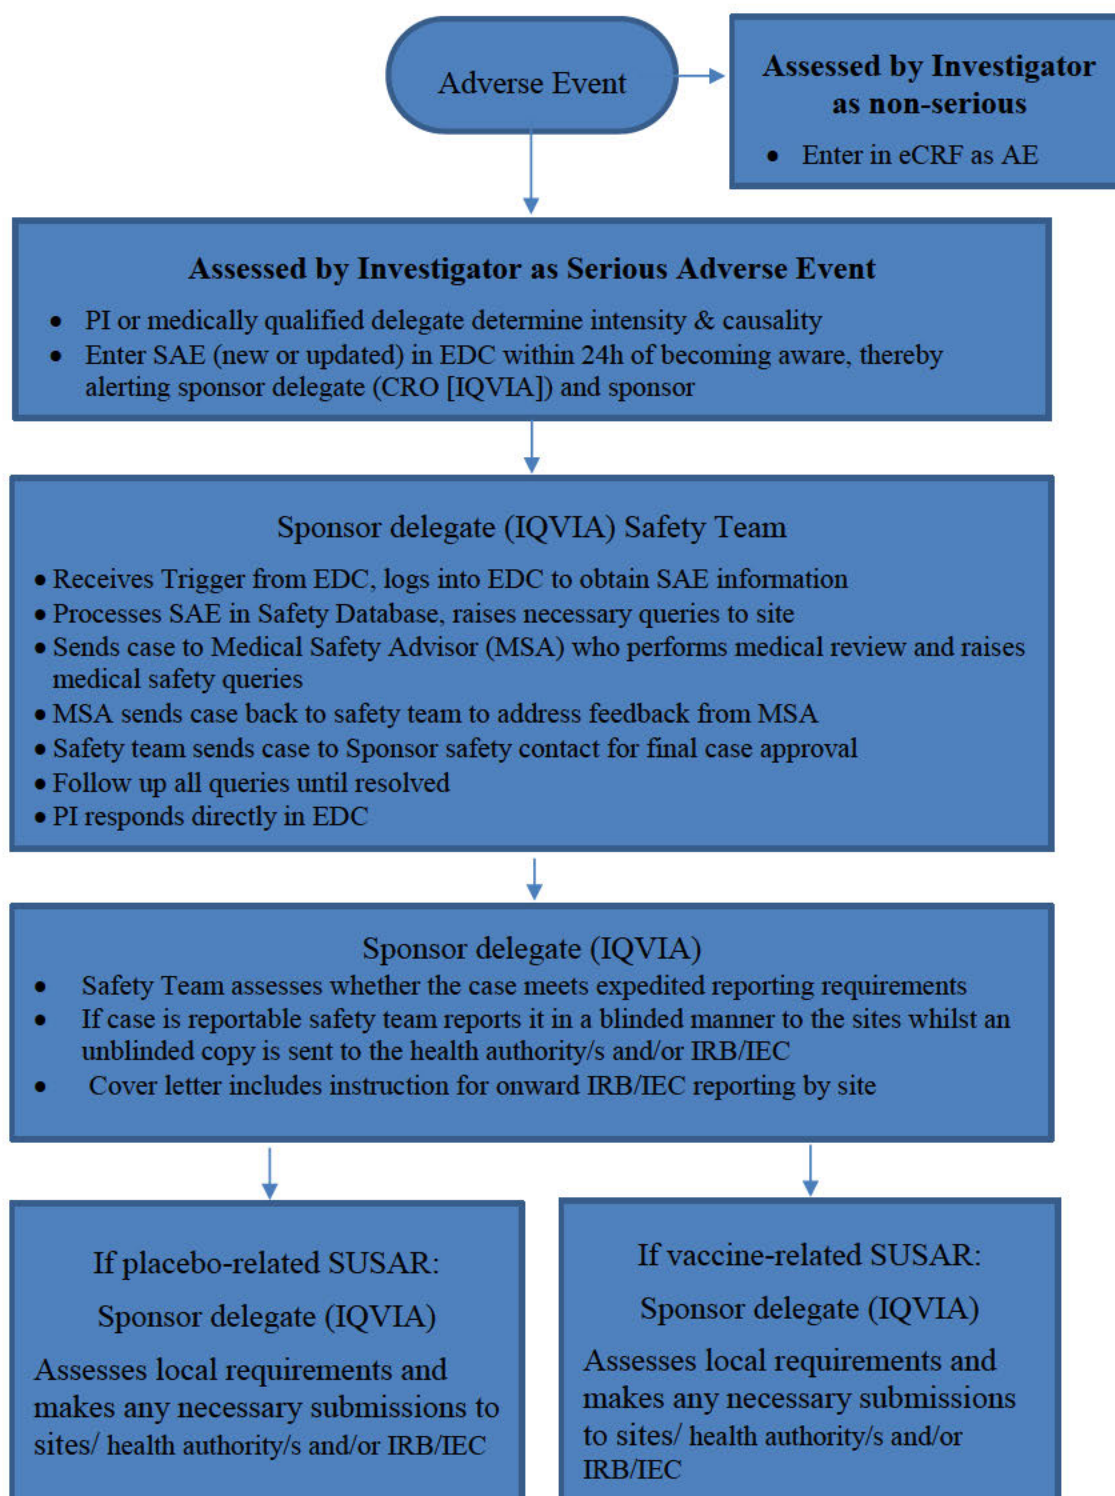 Adverse Event
Assessed by Investigator
as non-serious
• Enter in eCRF as AE
Assessed by Investigator as Serious Adverse Event
• PI or medically qualified delegate determine intensity & causality
• Enter SAE (new or updated) in EDC within 24h of becoming aware, thereby
alerting sponsor delegate (CRO [IQVIA]) and sponsor
Sponsor delegate (IQVIA) Safety Team
• Receives Trigger from EDC, logs into EDC to obtain SAE information
• Processes SAE in Safety Database, raises necessary queries to site
• Sends case to Medical Safety Advisor (MSA) who performs medical review and raises
medical safety queries
• MSA sends case back to safety team to address feedback from MSA
• Safety team sends case to Sponsor safety contact for final case approval
• Follow up all queries until resolved
• PI responds directly in EDC
Sponsor delegate (IQVIA)
• Safety Team assesses whether the case meets expedited reporting requirements
• If case is reportable safety team reports it in a blinded manner to the sites whilst an
unblinded copy is sent to the health authority/s and/or IRB/IEC
• Cover letter includes instruction for onward IRB/IEC reporting by site
If placebo-related SUSAR:
Sponsor delegate (IQVIA)
Assesses local requirements and
makes any necessary submissions to
sites/ health authority/s and/or IRB/IEC
If vaccine-related SUSAR:
Sponsor delegate (IQVIA)
Assesses local requirements and
makes any necessary submissions
to sites/ health authority/s and/or
IRB/IEC